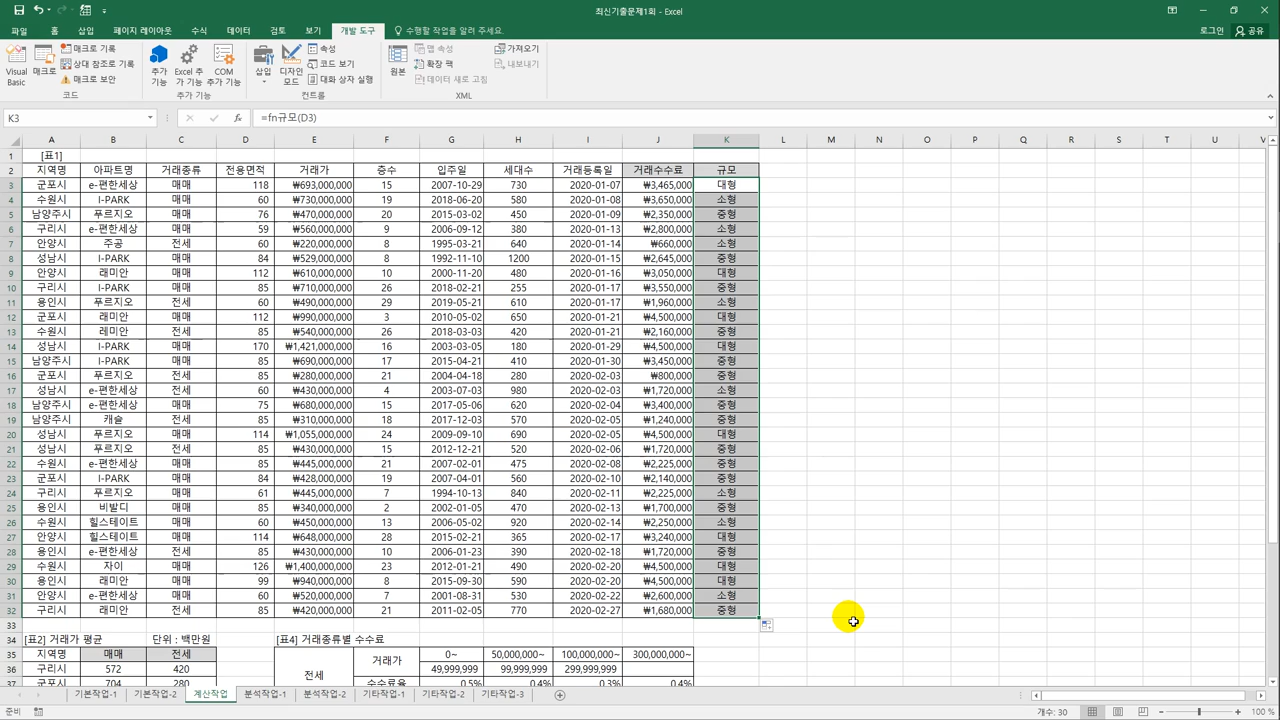 최신기출문제1회 - Excel
파일 홈 삽입 페이지 레이아웃 수식 데이터 검토 보기 개발 도구 수행할 작업을 알려 주세요. 로그인 공유
Visual Basic 매크로 매크로 기록 상대 참조로 기록 매크로 보안 추가 기능 Excel 추가 기능 COM 추가 기능 삽입 디자인 모드 속성 코드 보기 대화 상자 실행 원본 맵 속성 확장 팩 데이터 새로 고침 가져오기 내보내기
코드 추가 기능 컨트롤 XML
K3 fx =fn규모(D3)
A B C D E F G H I J K L M N O P Q R S T U V
1 [표1]
2 지역명 아파트명 거래종류 전용면적 거래가 층수 입주일 세대수 거래등록일 거래수수료 규모
3 군포시 e-편한세상 매매 118 ₩693,000,000 15 2007-10-29 730 2020-01-07 ₩3,465,000 대형
4 수원시 I-PARK 매매 60 ₩730,000,000 19 2018-06-20 580 2020-01-08 ₩3,650,000 소형
5 남양주시 푸르지오 매매 76 ₩470,000,000 20 2015-03-02 450 2020-01-09 ₩2,350,000 중형
6 구리시 e-편한세상 매매 59 ₩560,000,000 9 2006-09-12 380 2020-01-13 ₩2,800,000 소형
7 안양시 주공 전세 60 ₩220,000,000 8 1995-03-21 640 2020-01-14 ₩660,000 소형
8 성남시 I-PARK 매매 84 ₩529,000,000 8 1992-11-10 1200 2020-01-15 ₩2,645,000 중형
9 안양시 래미안 매매 112 ₩610,000,000 10 2000-11-20 480 2020-01-16 ₩3,050,000 대형
10 구리시 I-PARK 매매 85 ₩710,000,000 26 2018-02-21 255 2020-01-17 ₩3,550,000 중형
11 용인시 푸르지오 전세 60 ₩490,000,000 29 2019-05-21 610 2020-01-17 ₩1,960,000 소형
12 군포시 래미안 매매 112 ₩990,000,000 3 2010-05-02 650 2020-01-21 ₩4,500,000 대형
13 수원시 레미안 전세 85 ₩540,000,000 26 2018-03-03 420 2020-01-21 ₩2,160,000 중형
14 성남시 I-PARK 매매 170 ₩1,421,000,000 16 2003-03-05 180 2020-01-29 ₩4,500,000 대형
15 남양주시 I-PARK 매매 85 ₩690,000,000 17 2015-04-21 410 2020-01-30 ₩3,450,000 중형
16 군포시 푸르지오 전세 85 ₩280,000,000 21 2004-04-18 280 2020-02-03 ₩800,000 중형
17 성남시 e-편한세상 전세 60 ₩430,000,000 4 2003-07-03 980 2020-02-03 ₩1,720,000 소형
18 남양주시 e-편한세상 매매 75 ₩680,000,000 15 2017-05-06 620 2020-02-04 ₩3,400,000 중형
19 남양주시 캐슬 전세 85 ₩310,000,000 18 2017-12-03 570 2020-02-05 ₩1,240,000 중형
20 성남시 푸르지오 매매 114 ₩1,055,000,000 24 2009-09-10 690 2020-02-05 ₩4,500,000 대형
21 성남시 푸르지오 전세 85 ₩430,000,000 15 2012-12-21 520 2020-02-06 ₩1,720,000 중형
22 수원시 e-편한세상 매매 85 ₩445,000,000 21 2007-02-01 475 2020-02-08 ₩2,225,000 중형
23 군포시 I-PARK 매매 84 ₩428,000,000 19 2007-04-01 560 2020-02-10 ₩2,140,000 중형
24 구리시 푸르지오 매매 61 ₩445,000,000 7 1994-10-13 840 2020-02-11 ₩2,225,000 소형
25 용인시 비발디 매매 85 ₩340,000,000 2 2002-01-05 470 2020-02-13 ₩1,700,000 중형
26 수원시 힐스테이트 매매 60 ₩450,000,000 13 2006-05-02 920 2020-02-14 ₩2,250,000 소형
27 안양시 힐스테이트 매매 114 ₩648,000,000 28 2015-02-21 365 2020-02-17 ₩3,240,000 대형
28 용인시 e-편한세상 전세 85 ₩430,000,000 10 2006-01-23 390 2020-02-18 ₩1,720,000 중형
29 수원시 자이 매매 126 ₩1,400,000,000 23 2012-01-21 490 2020-02-20 ₩4,500,000 대형
30 용인시 래미안 매매 99 ₩940,000,000 8 2015-09-30 590 2020-02-20 ₩4,500,000 대형
31 안양시 e-편한세상 매매 60 ₩520,000,000 7 2001-08-31 530 2020-02-22 ₩2,600,000 소형
32 구리시 래미안 전세 85 ₩420,000,000 21 2011-02-05 770 2020-02-27 ₩1,680,000 중형
33
34 [표2] 거래가 평균 단위 : 백만원 [표4] 거래종류별 수수료
35 지역명 매매 전세 전세 거래가 0~ 50,000,000~ 100,000,000~ 300,000,000~
36 구리시 572 420 49,999,999 99,999,999 299,999,999
37 군포시 704 280 수수료율 0.5% 0.4% 0.3% 0.4%
기본작업-1 기본작업-2 계산작업 분석작업-1 분석작업-2 기타작업-1 기타작업-2 기타작업-3
준비 개수: 30 100 %